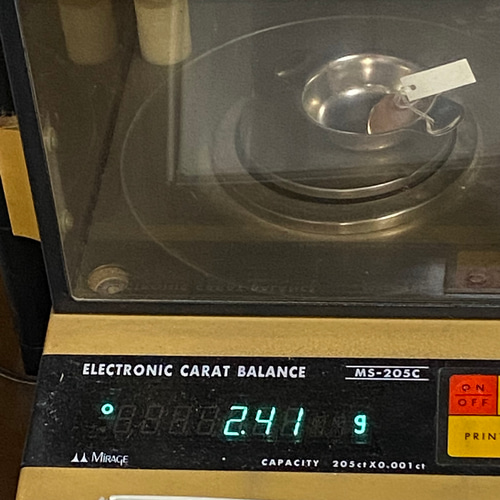 ELECTRONIC CARAT BALANCE MS-205C
2.41 g
MIRAGE CAPACITY 205ct X 0.001ct
ON
OFF
PRIN